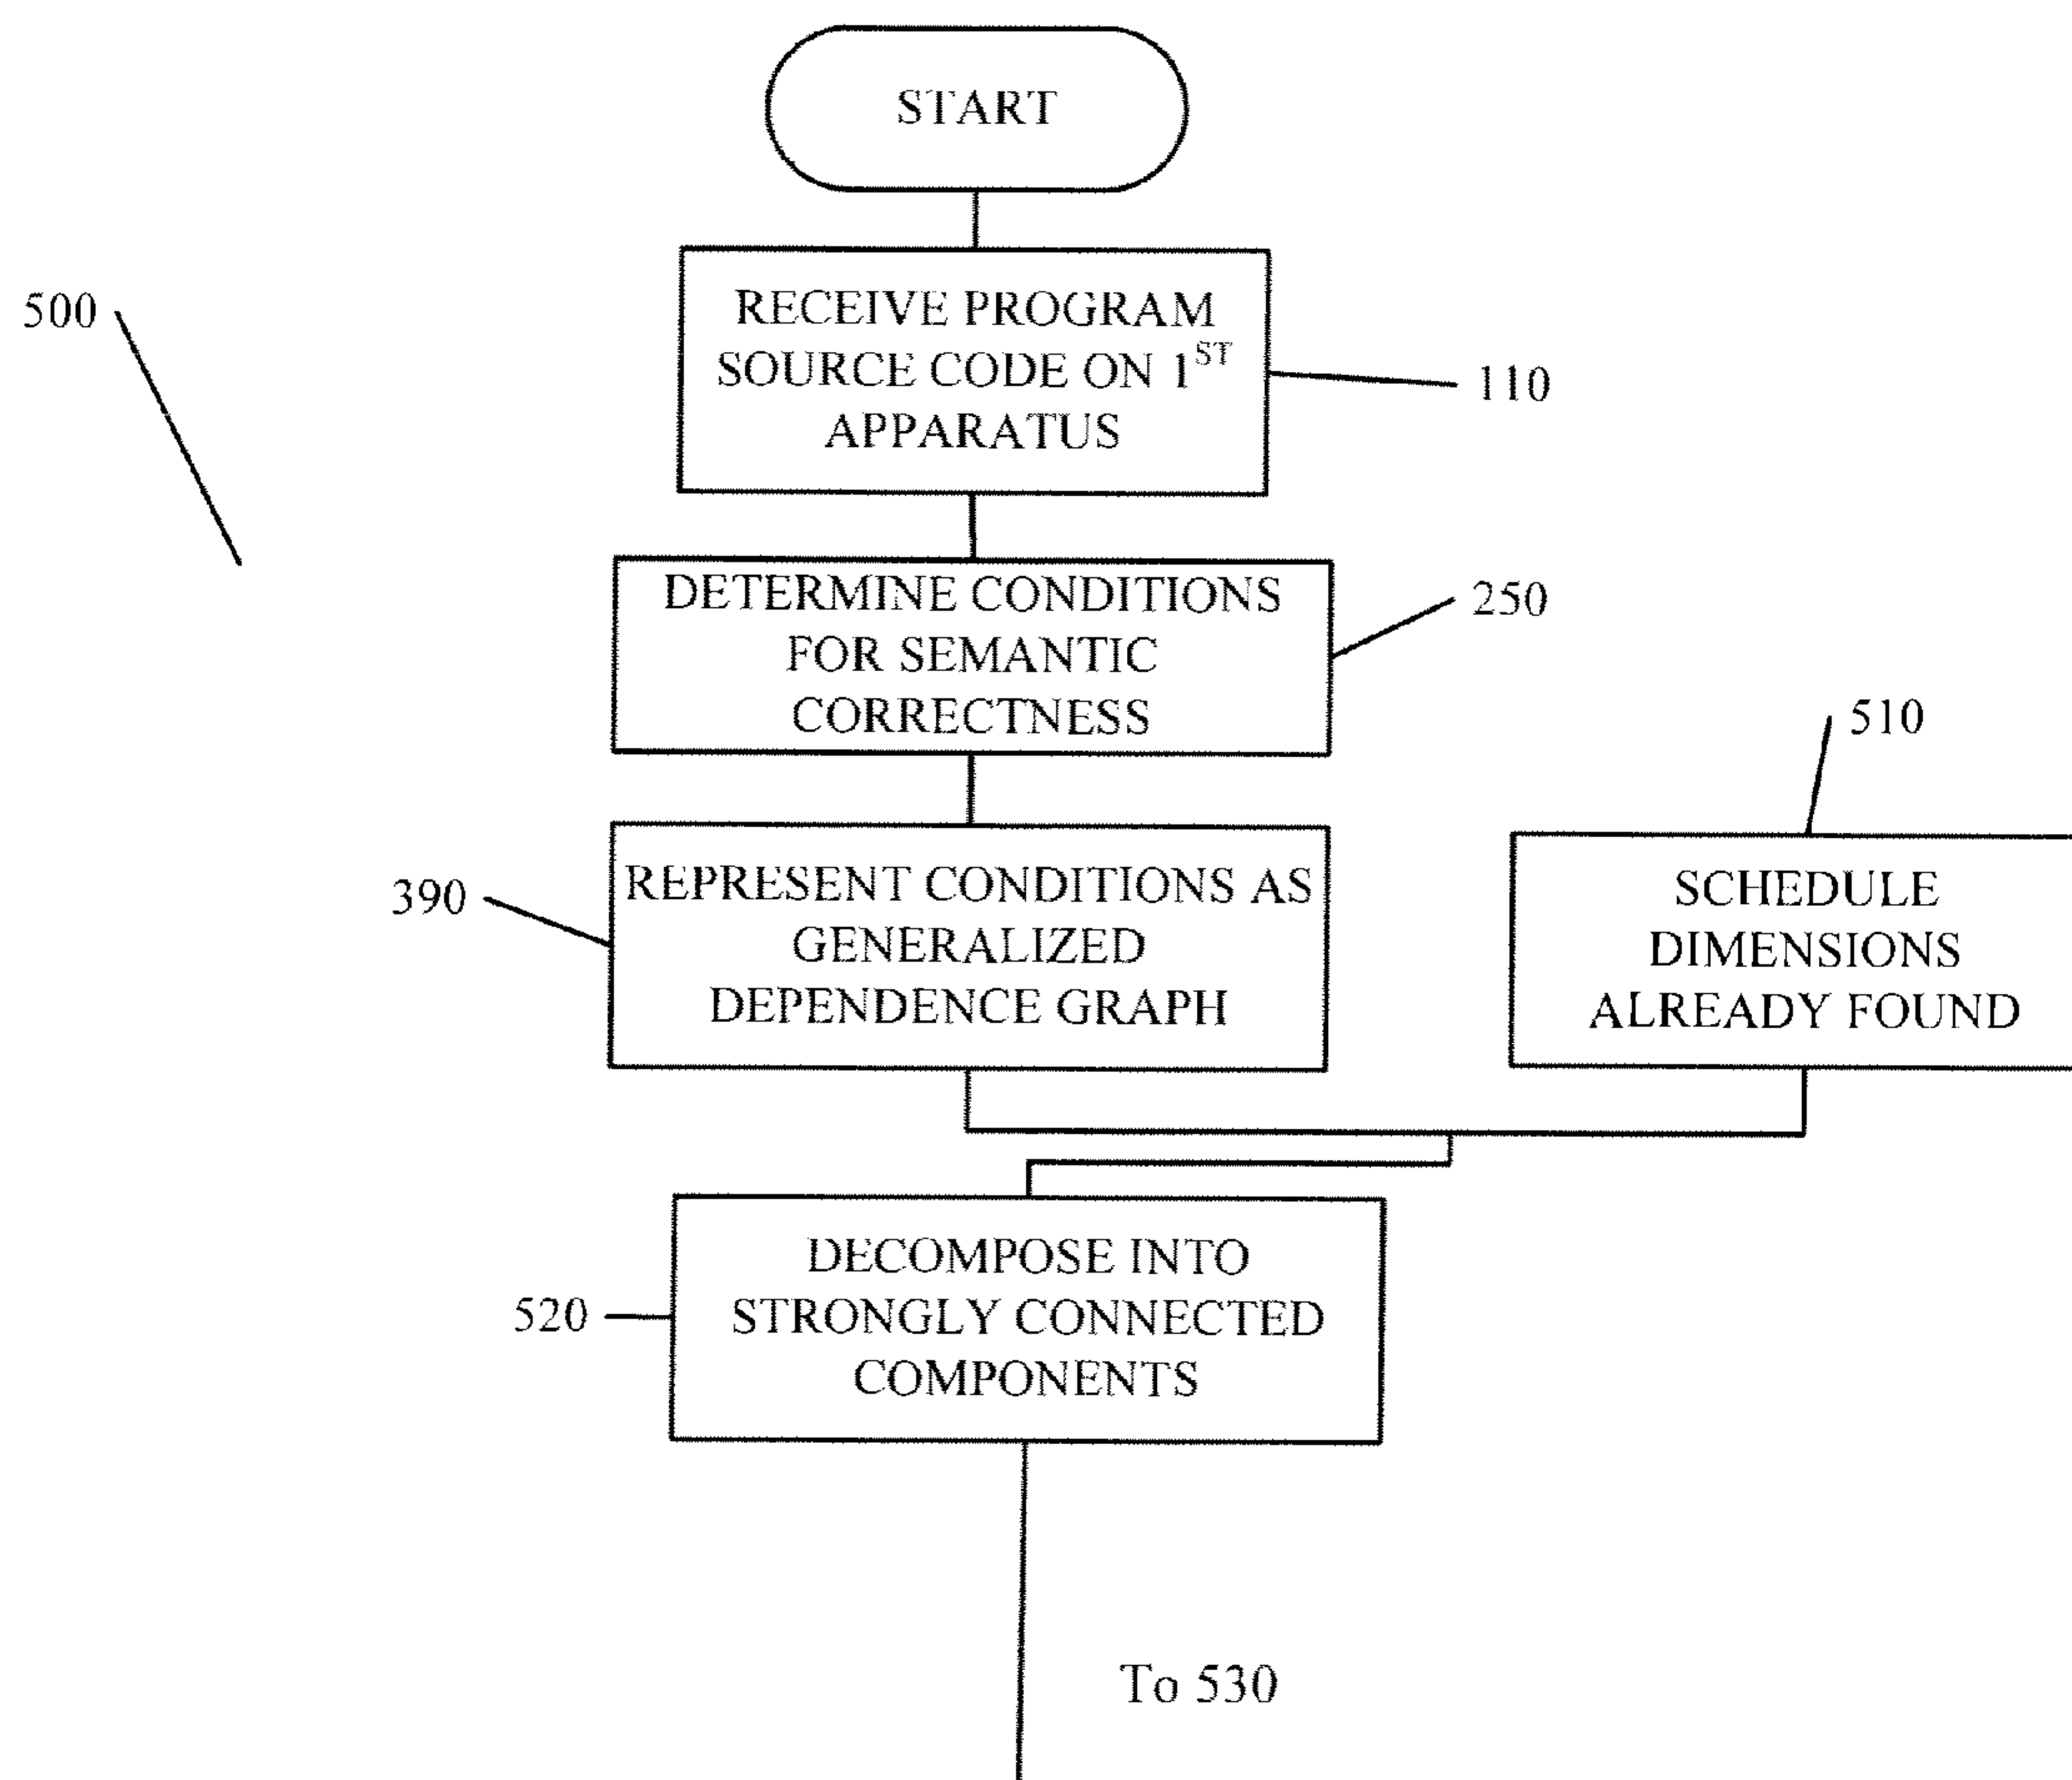 START
500
RECEIVE PROGRAM
SOURCE CODE ON 1ST
APPARATUS
110
DETERMINE CONDITIONS
FOR SEMANTIC
CORRECTNESS
250
510
390
REPRESENT CONDITIONS AS
GENERALIZED
DEPENDENCE GRAPH
SCHEDULE
DIMENSIONS
ALREADY FOUND
520
DECOMPOSE INTO
STRONGLY CONNECTED
COMPONENTS
To 530